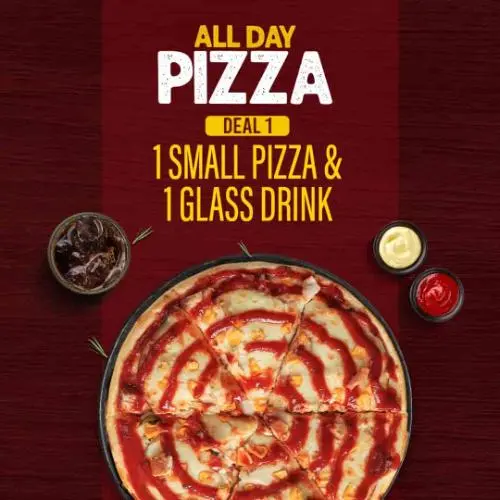 ALL DAY
PIZZA
DEAL 1
1 SMALL PIZZA &
1 GLASS DRINK